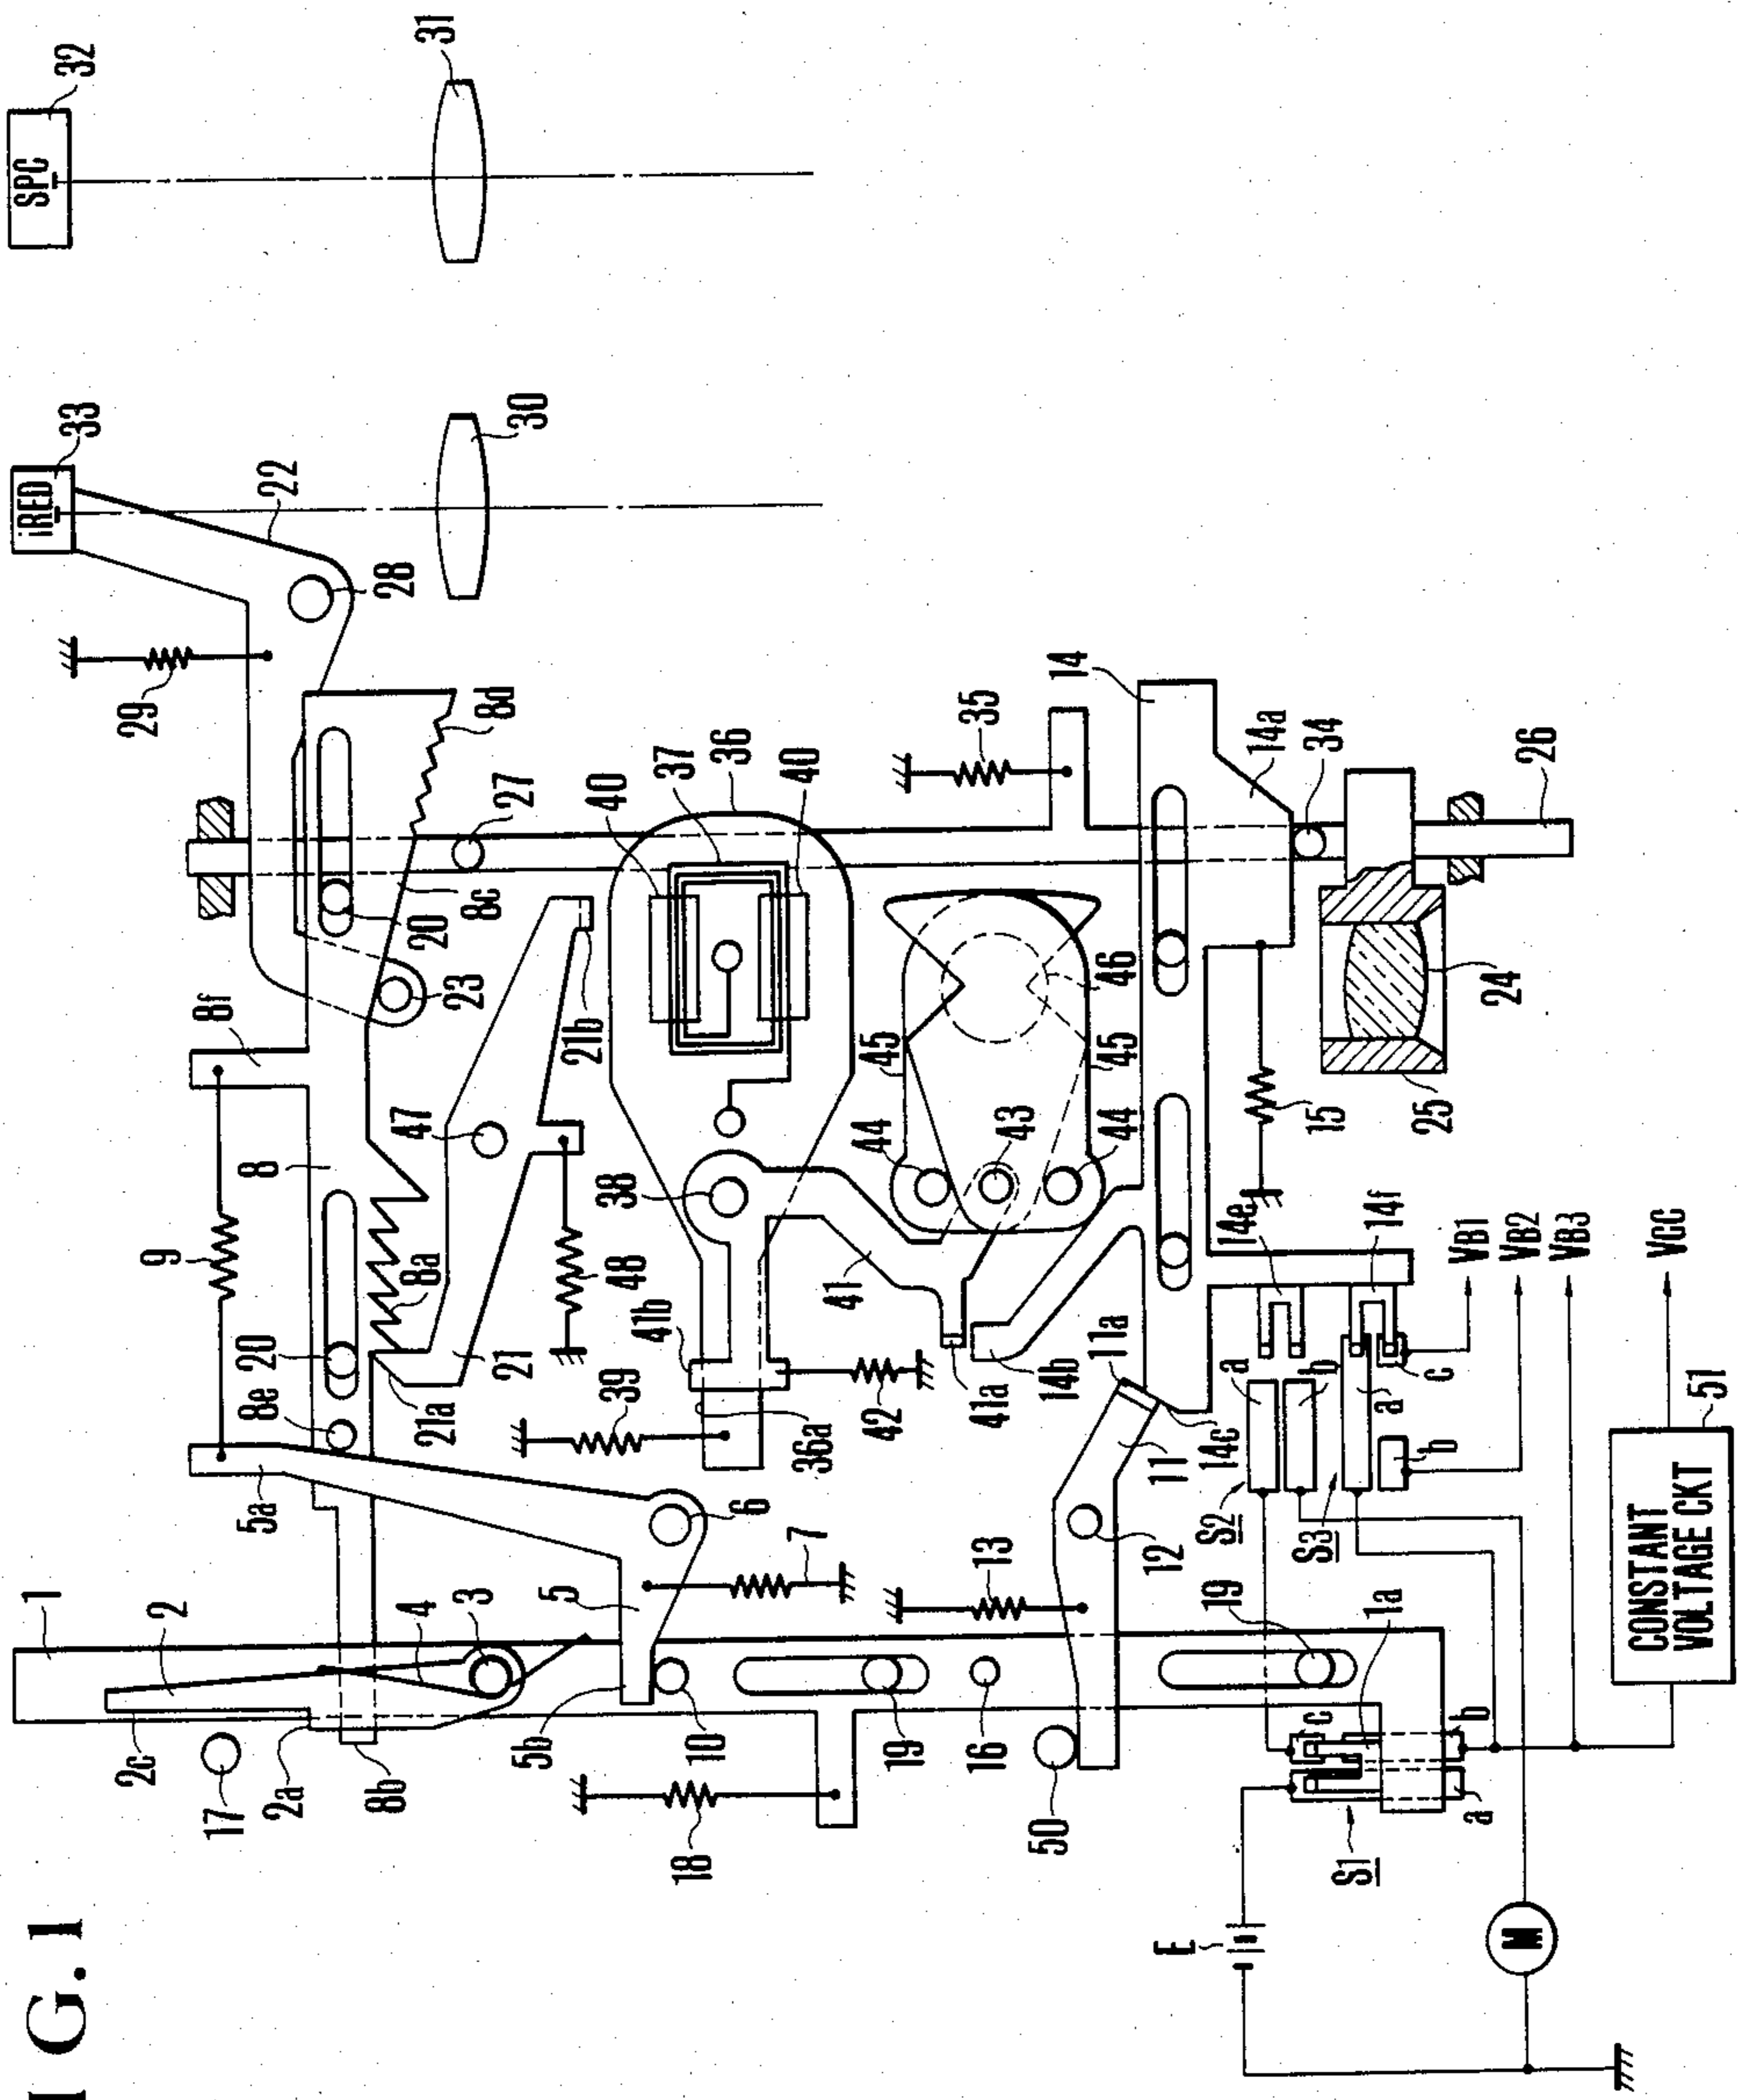 I G. 1
SPC
32
31
iRED
33
22
30
28
29
8d
27
20
8c
23
8f
47
21b
8
9
8a
48
20
8e
21
21a
5a
39
36a
41b
42
38
37
40
36
40
35
14
14a
34
26
46
45
45
44
43
44
41
41a
14b
11a
14c
11
12
13
6
7
5
5b
10
3
4
2
1
2c
2a
8b
17
18
19
16
50
19
1a
24
25
15
14e
14f
VB1
VB2
VB3
VCC
a
b
a
c
b
S2
S3
51
CONSTANT
VOLTAGE CKT
c
b
a
S1
E
M